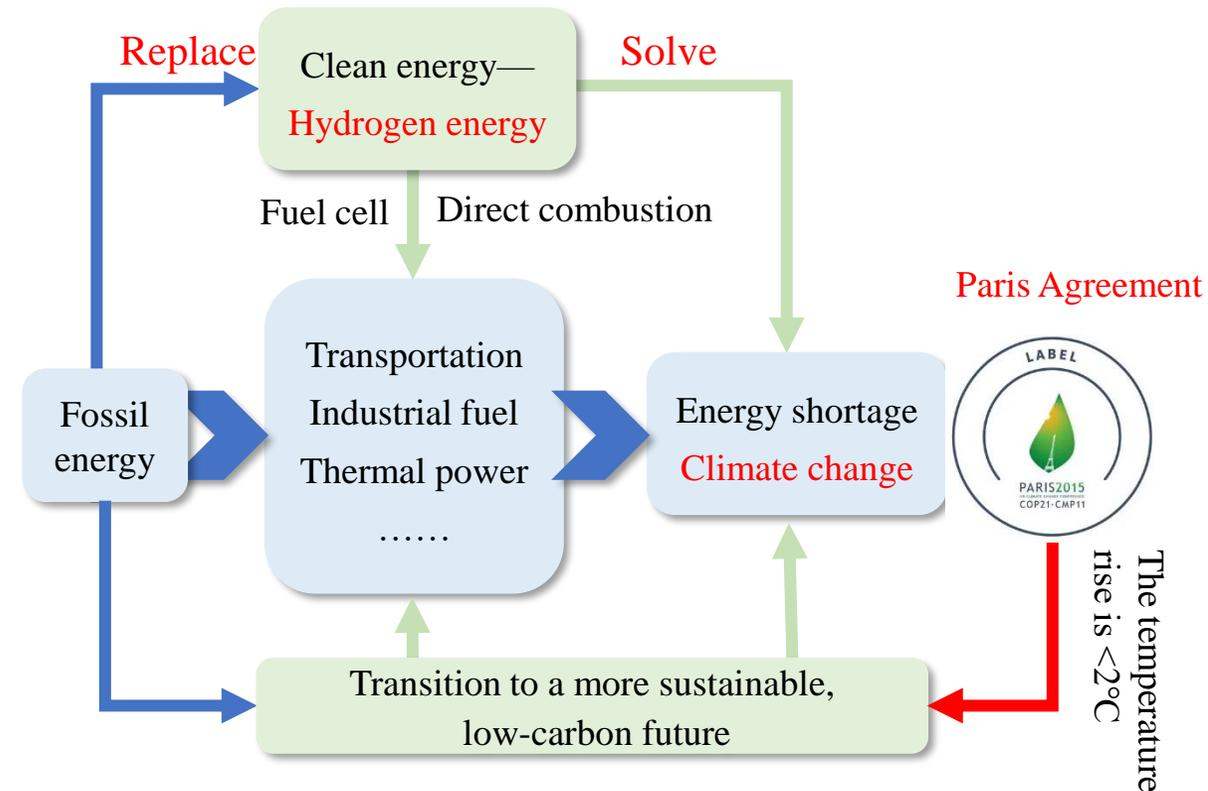 Replace
Clean energy—
Hydrogen energy
Solve
Fuel cell
Direct combustion
Paris Agreement
Transportation
Industrial fuel
Thermal power
......
Fossil
energy
Energy shortage
Climate change
LABEL
PARIS2015
COP21·CMP11
The temperature
rise is <2°C
Transition to a more sustainable,
low-carbon future